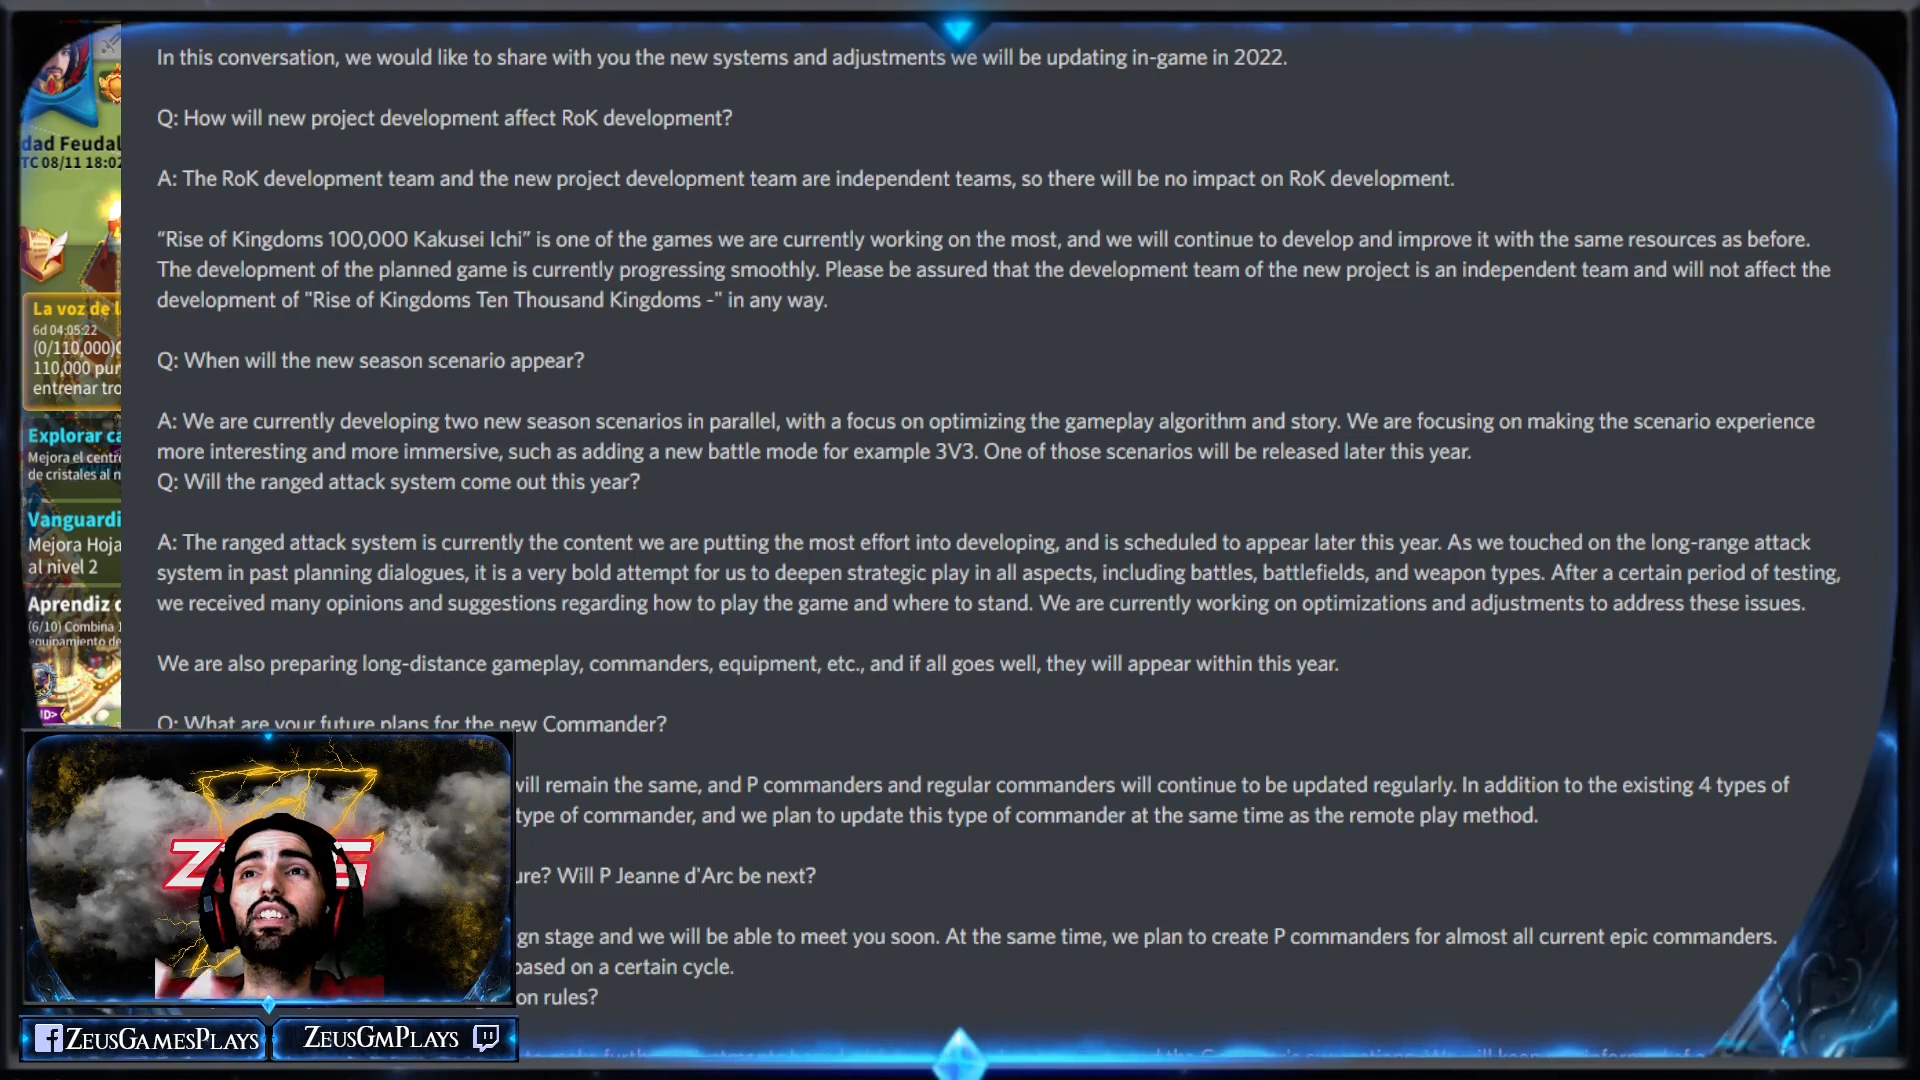 In this conversation, we would like to share with you the new systems and adjustments we will be updating in-game in 2022.
Q: How will new project development affect RoK development?
A: The RoK development team and the new project development team are independent teams, so there will be no impact on RoK development.
“Rise of Kingdoms 100,000 Kakusei Ichi” is one of the games we are currently working on the most, and we will continue to develop and improve it with the same resources as before.
The development of the planned game is currently progressing smoothly. Please be assured that the development team of the new project is an independent team and will not affect the
development of "Rise of Kingdoms Ten Thousand Kingdoms -" in any way.
Q: When will the new season scenario appear?
A: We are currently developing two new season scenarios in parallel, with a focus on optimizing the gameplay algorithm and story. We are focusing on making the scenario experience
more interesting and more immersive, such as adding a new battle mode for example 3V3. One of those scenarios will be released later this year.
Q: Will the ranged attack system come out this year?
A: The ranged attack system is currently the content we are putting the most effort into developing, and is scheduled to appear later this year. As we touched on the long-range attack
system in past planning dialogues, it is a very bold attempt for us to deepen strategic play in all aspects, including battles, battlefields, and weapon types. After a certain period of testing,
we received many opinions and suggestions regarding how to play the game and where to stand. We are currently working on optimizations and adjustments to address these issues.
We are also preparing long-distance gameplay, commanders, equipment, etc., and if all goes well, they will appear within this year.
Q: What are your future plans for the new Commander?
will remain the same, and P commanders and regular commanders will continue to be updated regularly. In addition to the existing 4 types of
type of commander, and we plan to update this type of commander at the same time as the remote play method.
ure? Will P Jeanne d'Arc be next?
gn stage and we will be able to meet you soon. At the same time, we plan to create P commanders for almost all current epic commanders.
based on a certain cycle.
on rules?
dad Feudal
TC 08/11 18:02
La voz de l
6d 04:05:22
(0/110,000)
110,000 pun
entrenar tro
Explorar ca
Mejora el centr
de cristales al n
Vanguardi
Mejora Hoja
al nivel 2
Aprendiz d
(6/10) Combina 1
equipamiento de
ZEUSGAMESPLAYS
ZEUSGMPLAYS